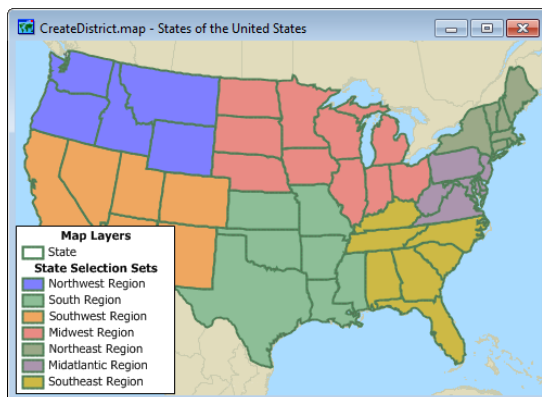 CreateDistrict.map - States of the United States
Map Layers
State
State Selection Sets
Northwest Region
South Region
Southwest Region
Midwest Region
Northeast Region
Midatlantic Region
Southeast Region